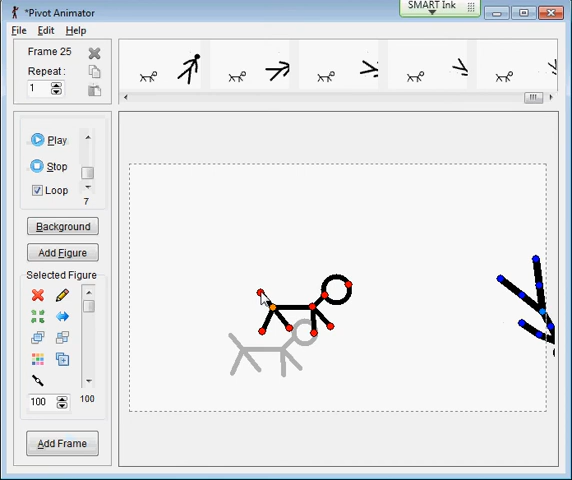 *Pivot Animator
SMART Ink
File Edit Help
Frame 25
Repeat :
1
Play
Stop
Loop
7
Background
Add Figure
Selected Figure
100
100
Add Frame